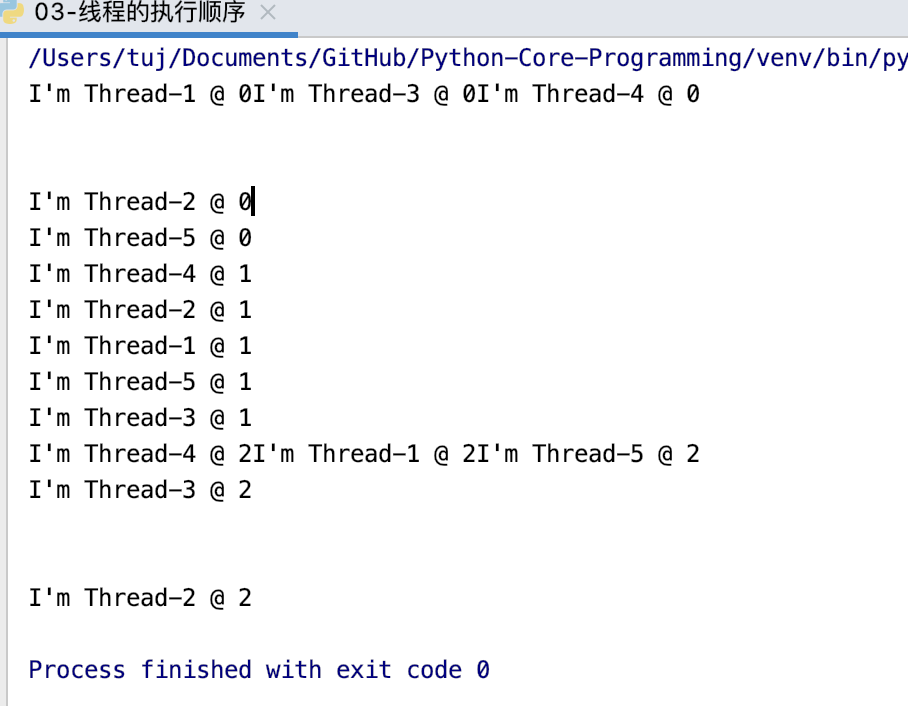 03-线程的执行顺序
/Users/tuj/Documents/GitHub/Python-Core-Programming/venv/bin/py
I'm Thread-1 @ 0I'm Thread-3 @ 0I'm Thread-4 @ 0
I'm Thread-2 @ 0
I'm Thread-5 @ 0
I'm Thread-4 @ 1
I'm Thread-2 @ 1
I'm Thread-1 @ 1
I'm Thread-5 @ 1
I'm Thread-3 @ 1
I'm Thread-4 @ 2I'm Thread-1 @ 2I'm Thread-5 @ 2
I'm Thread-3 @ 2
I'm Thread-2 @ 2
Process finished with exit code 0